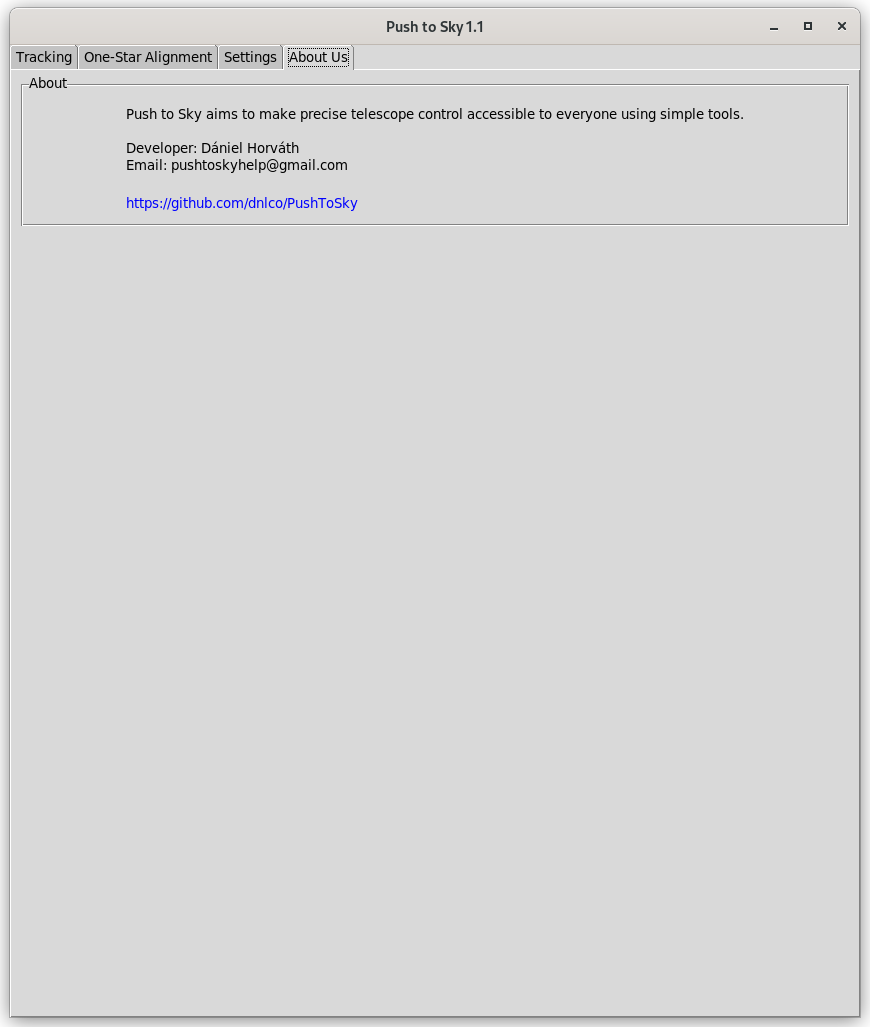 Push to Sky 1.1
Tracking One-Star Alignment Settings About Us
About
Push to Sky aims to make precise telescope control accessible to everyone using simple tools.
Developer: Dániel Horváth
Email: pushtoskyhelp@gmail.com
https://github.com/dnlco/PushToSky